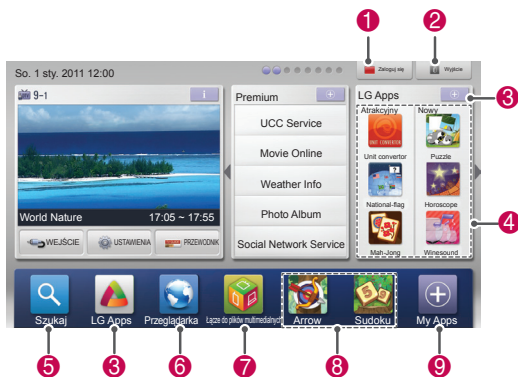 1 2
So. 1 sty. 2011 12:00
Zaloguj się
Wyjście
9-1
i
Premium +
LG Apps +
3
Atrakcyjny Nowy
UCC Service
Movie Online
Weather Info
Photo Album
Social Network Service
Unit convertor Puzzle
National-flag Horoscope
Mah-Jong Winesound
4
World Nature 17:05 ~ 17:55
WEJŚCIE USTAWIENIA PRZEWODNIK
Szukaj LG Apps Przeglądarka Łącze do plików multimedialnych Arrow Sudoku My Apps
5 3 6 7 8 9